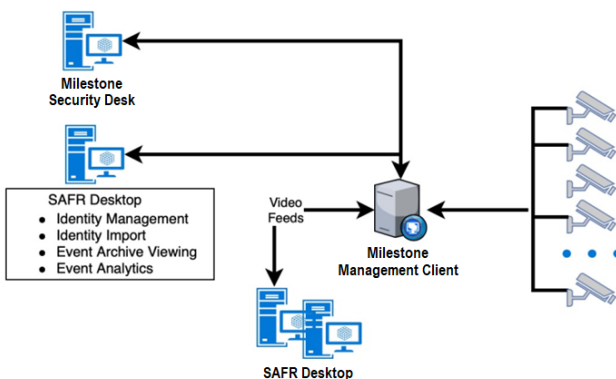 Milestone
Security Desk
SAFR Desktop
● Identity Management
● Identity Import
● Event Archive Viewing
● Event Analytics
Video
Feeds
Milestone
Management Client
SAFR Desktop